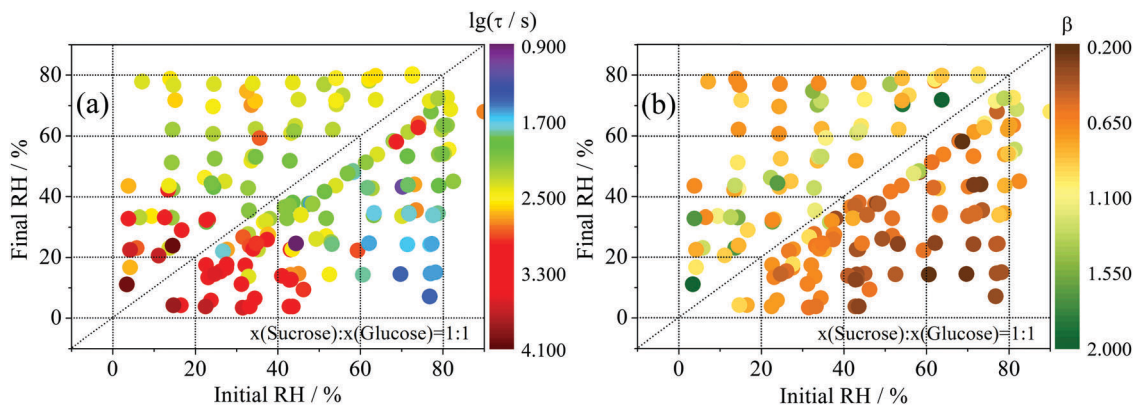 lg(τ / s)
(a)
Final RH / %
80
60
40
20
0
0 20 40 60 80
Initial RH / %
x(Sucrose):x(Glucose)=1:1
0.900
1.700
2.500
3.300
4.100
β
(b)
Final RH / %
80
60
40
20
0
0 20 40 60 80
Initial RH / %
x(Sucrose):x(Glucose)=1:1
0.200
0.650
1.100
1.550
2.000